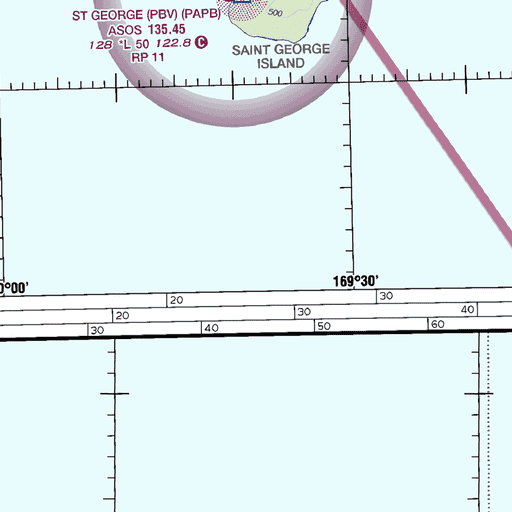 ST GEORGE (PBV) (PAPB)
ASOS 135.45
128 *L 50 122.8 C
RP 11
500
SAINT GEORGE
ISLAND
0°00'
169°30'
20
30
20
30
40
30
40
50
60